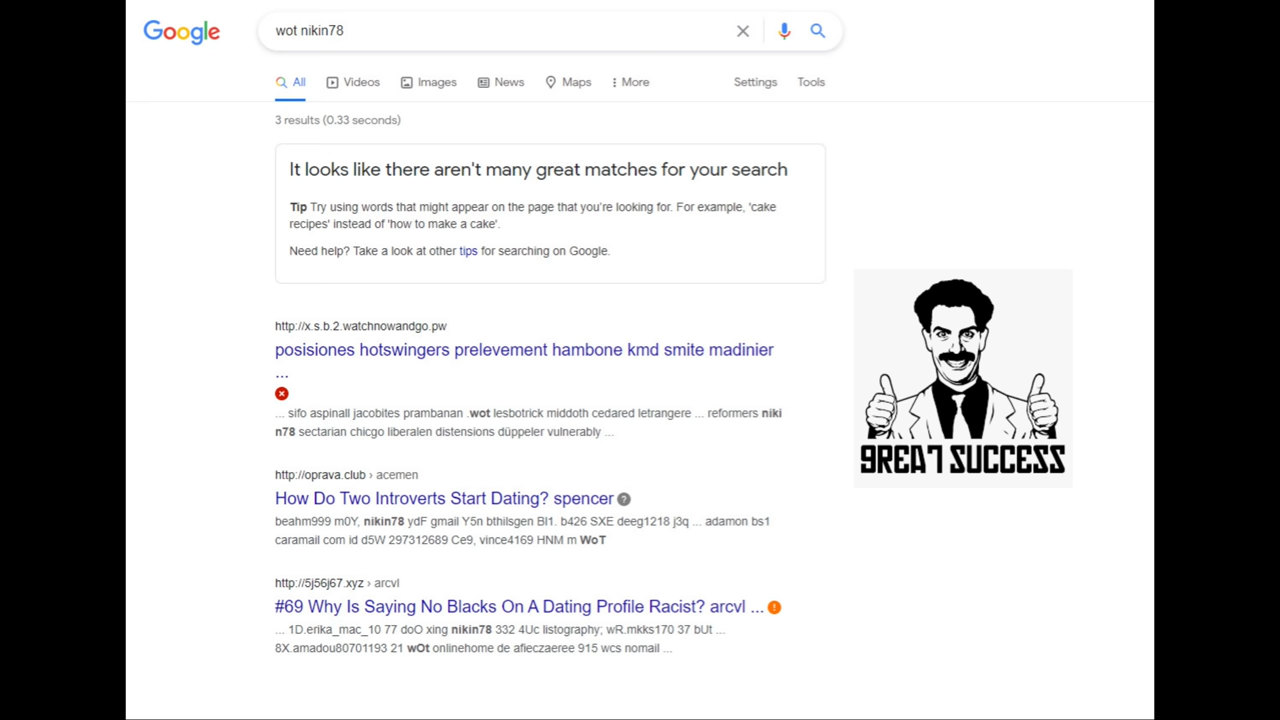 Google
wot nikin78
All Videos Images News Maps More Settings Tools
3 results (0.33 seconds)
It looks like there aren't many great matches for your search
Tip Try using words that might appear on the page that you're looking for. For example, 'cake
recipes' instead of 'how to make a cake'.
Need help? Take a look at other tips for searching on Google.
http://x.s.b.2.watchnowandgo.pw
posisiones hotswingers prelevement hambone kmd smite madinier
...
... sifo aspinall jacobites prambanan .wot lesbotrick middoth cedared letrangere ... reformers niki
n78 sectarian chicgo liberalen distensions düppeler vulnerably ...
http://oprava.club › acemen
How Do Two Introverts Start Dating? spencer
beahm999 m0Y, nikin78 ydF gmail Y5n bthilsgen BI1. b426 SXE deeg1218 j3q ... adamon bs1
caramail com id d5W 297312689 Ce9, vince4169 HNM m WoT
http://5j56j67.xyz › arcvl
#69 Why Is Saying No Blacks On A Dating Profile Racist? arcvl ...
... 1D.erika_mac_10 77 doO xing nikin78 332 4Uc listography; wR.mkks170 37 bUt ...
8X.amadou80701193 21 wOt onlinehome de afieczaeree 915 wcs nomail ...
GREAT SUCCESS